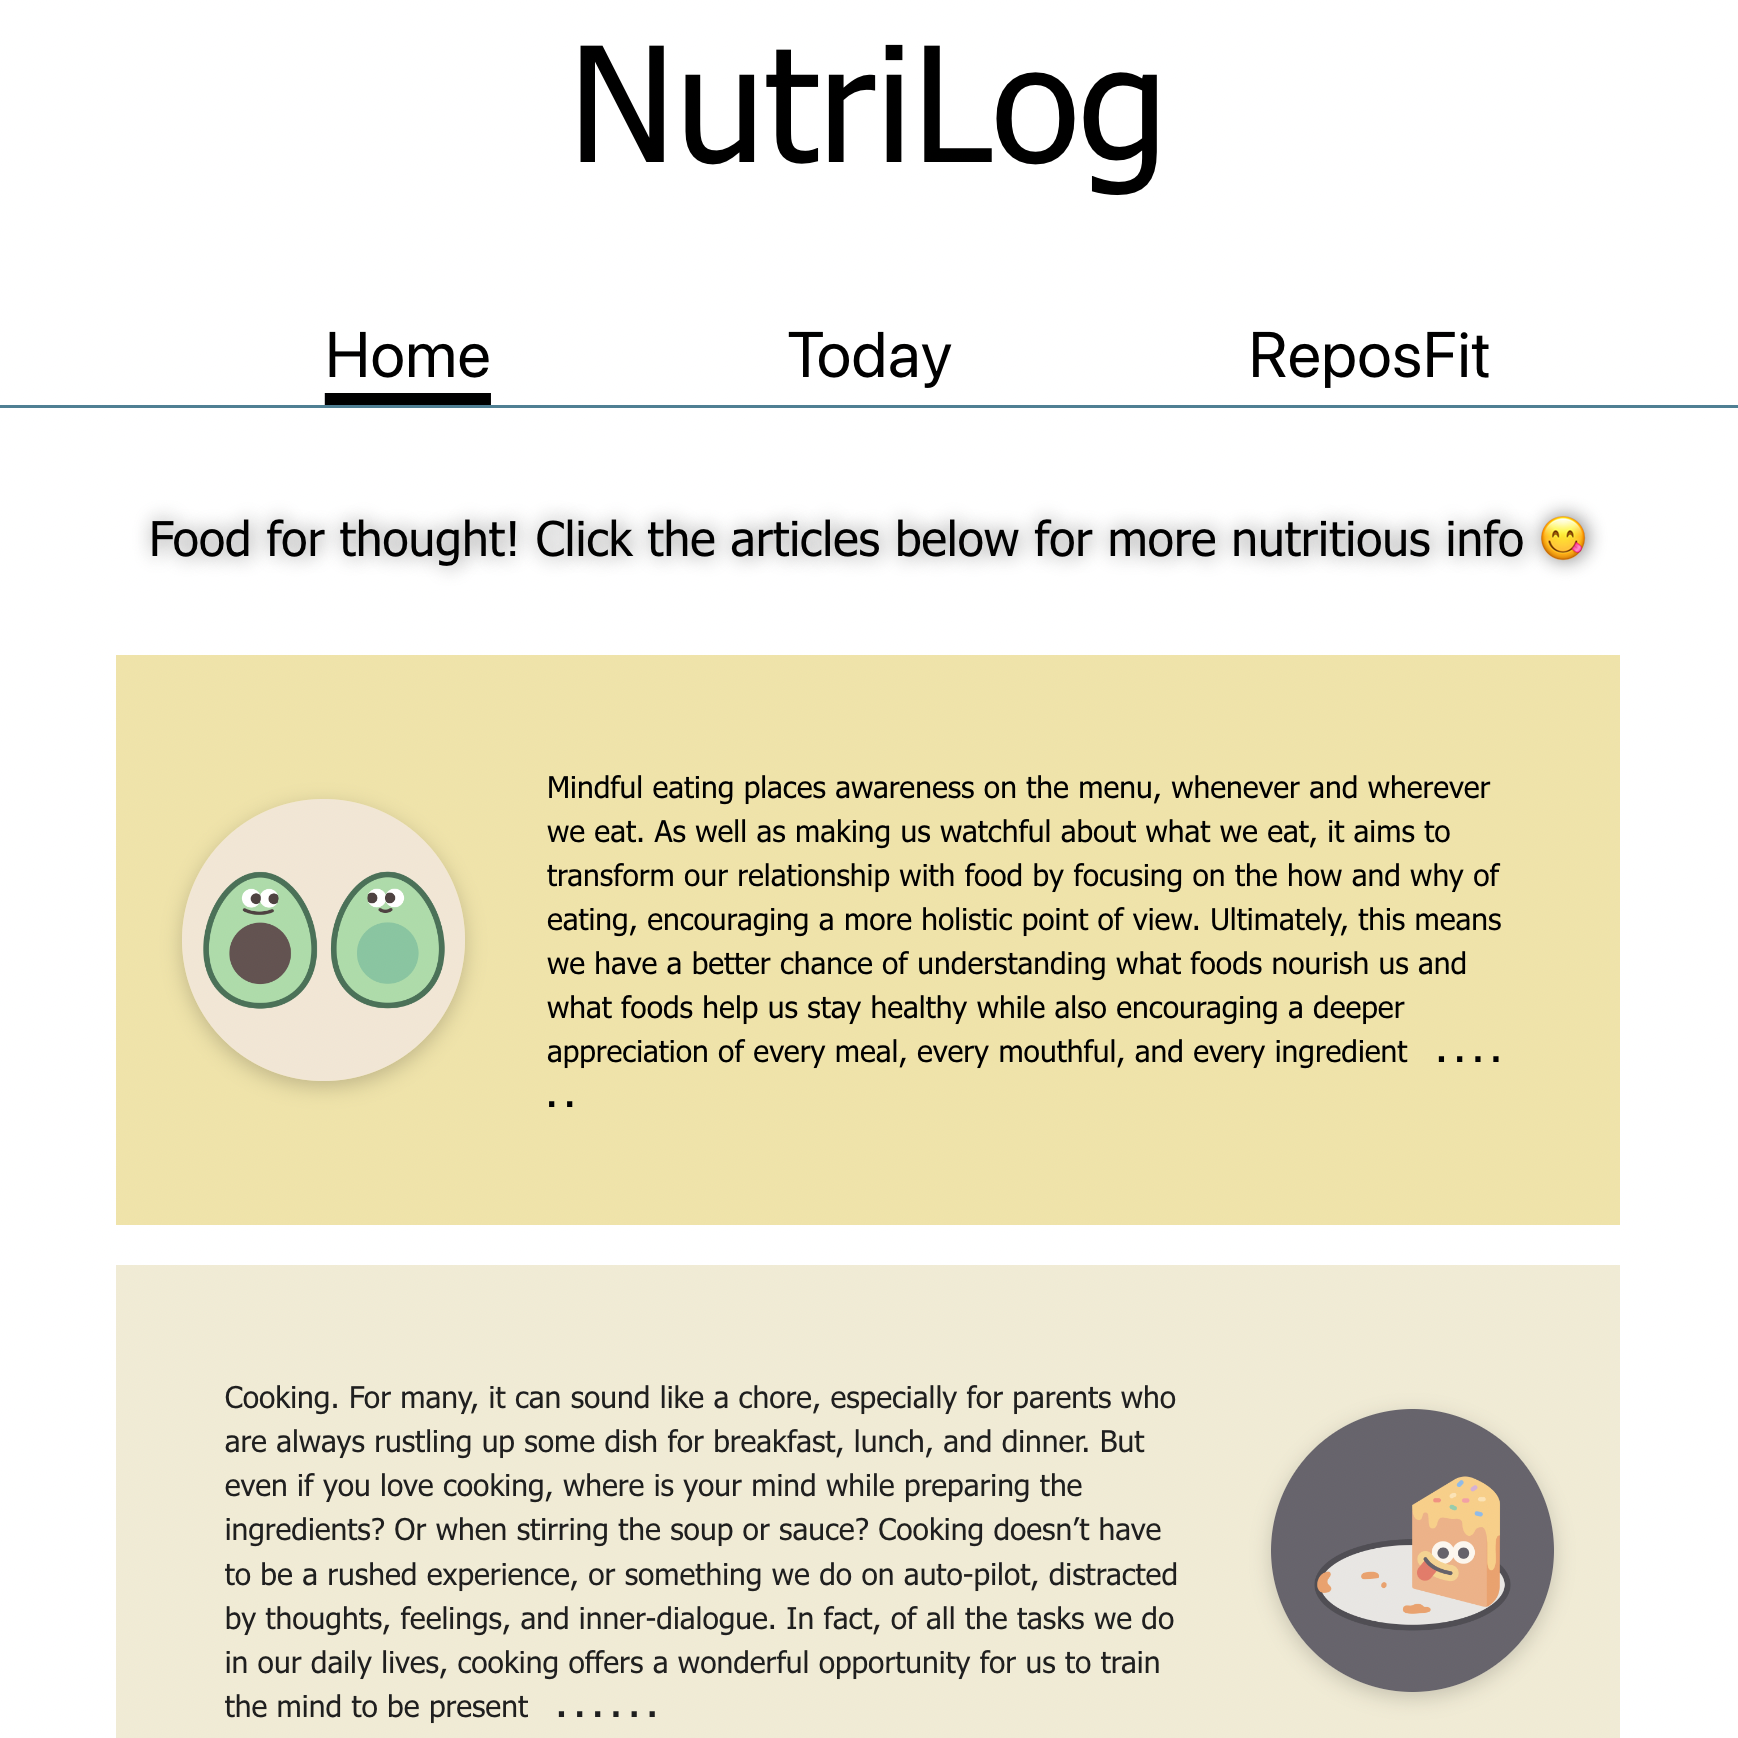 NutriLog
Home Today ReposFit
Food for thought! Click the articles below for more nutritious info 😋
Mindful eating places awareness on the menu, whenever and wherever
we eat. As well as making us watchful about what we eat, it aims to
transform our relationship with food by focusing on the how and why of
eating, encouraging a more holistic point of view. Ultimately, this means
we have a better chance of understanding what foods nourish us and
what foods help us stay healthy while also encouraging a deeper
appreciation of every meal, every mouthful, and every ingredient . . . .
. .
Cooking. For many, it can sound like a chore, especially for parents who
are always rustling up some dish for breakfast, lunch, and dinner. But
even if you love cooking, where is your mind while preparing the
ingredients? Or when stirring the soup or sauce? Cooking doesn’t have
to be a rushed experience, or something we do on auto-pilot, distracted
by thoughts, feelings, and inner-dialogue. In fact, of all the tasks we do
in our daily lives, cooking offers a wonderful opportunity for us to train
the mind to be present . . . . . .